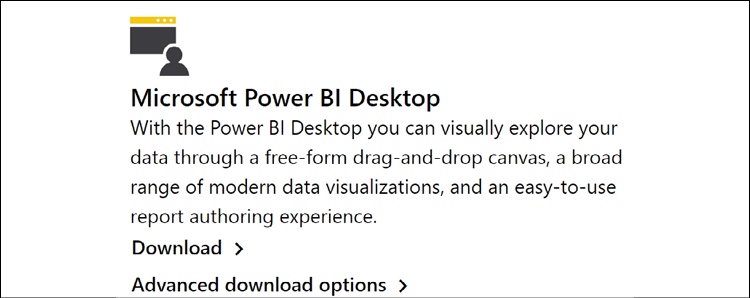 Microsoft Power BI Desktop
With the Power BI Desktop you can visually explore your
data through a free-form drag-and-drop canvas, a broad
range of modern data visualizations, and an easy-to-use
report authoring experience.
Download
Advanced download options